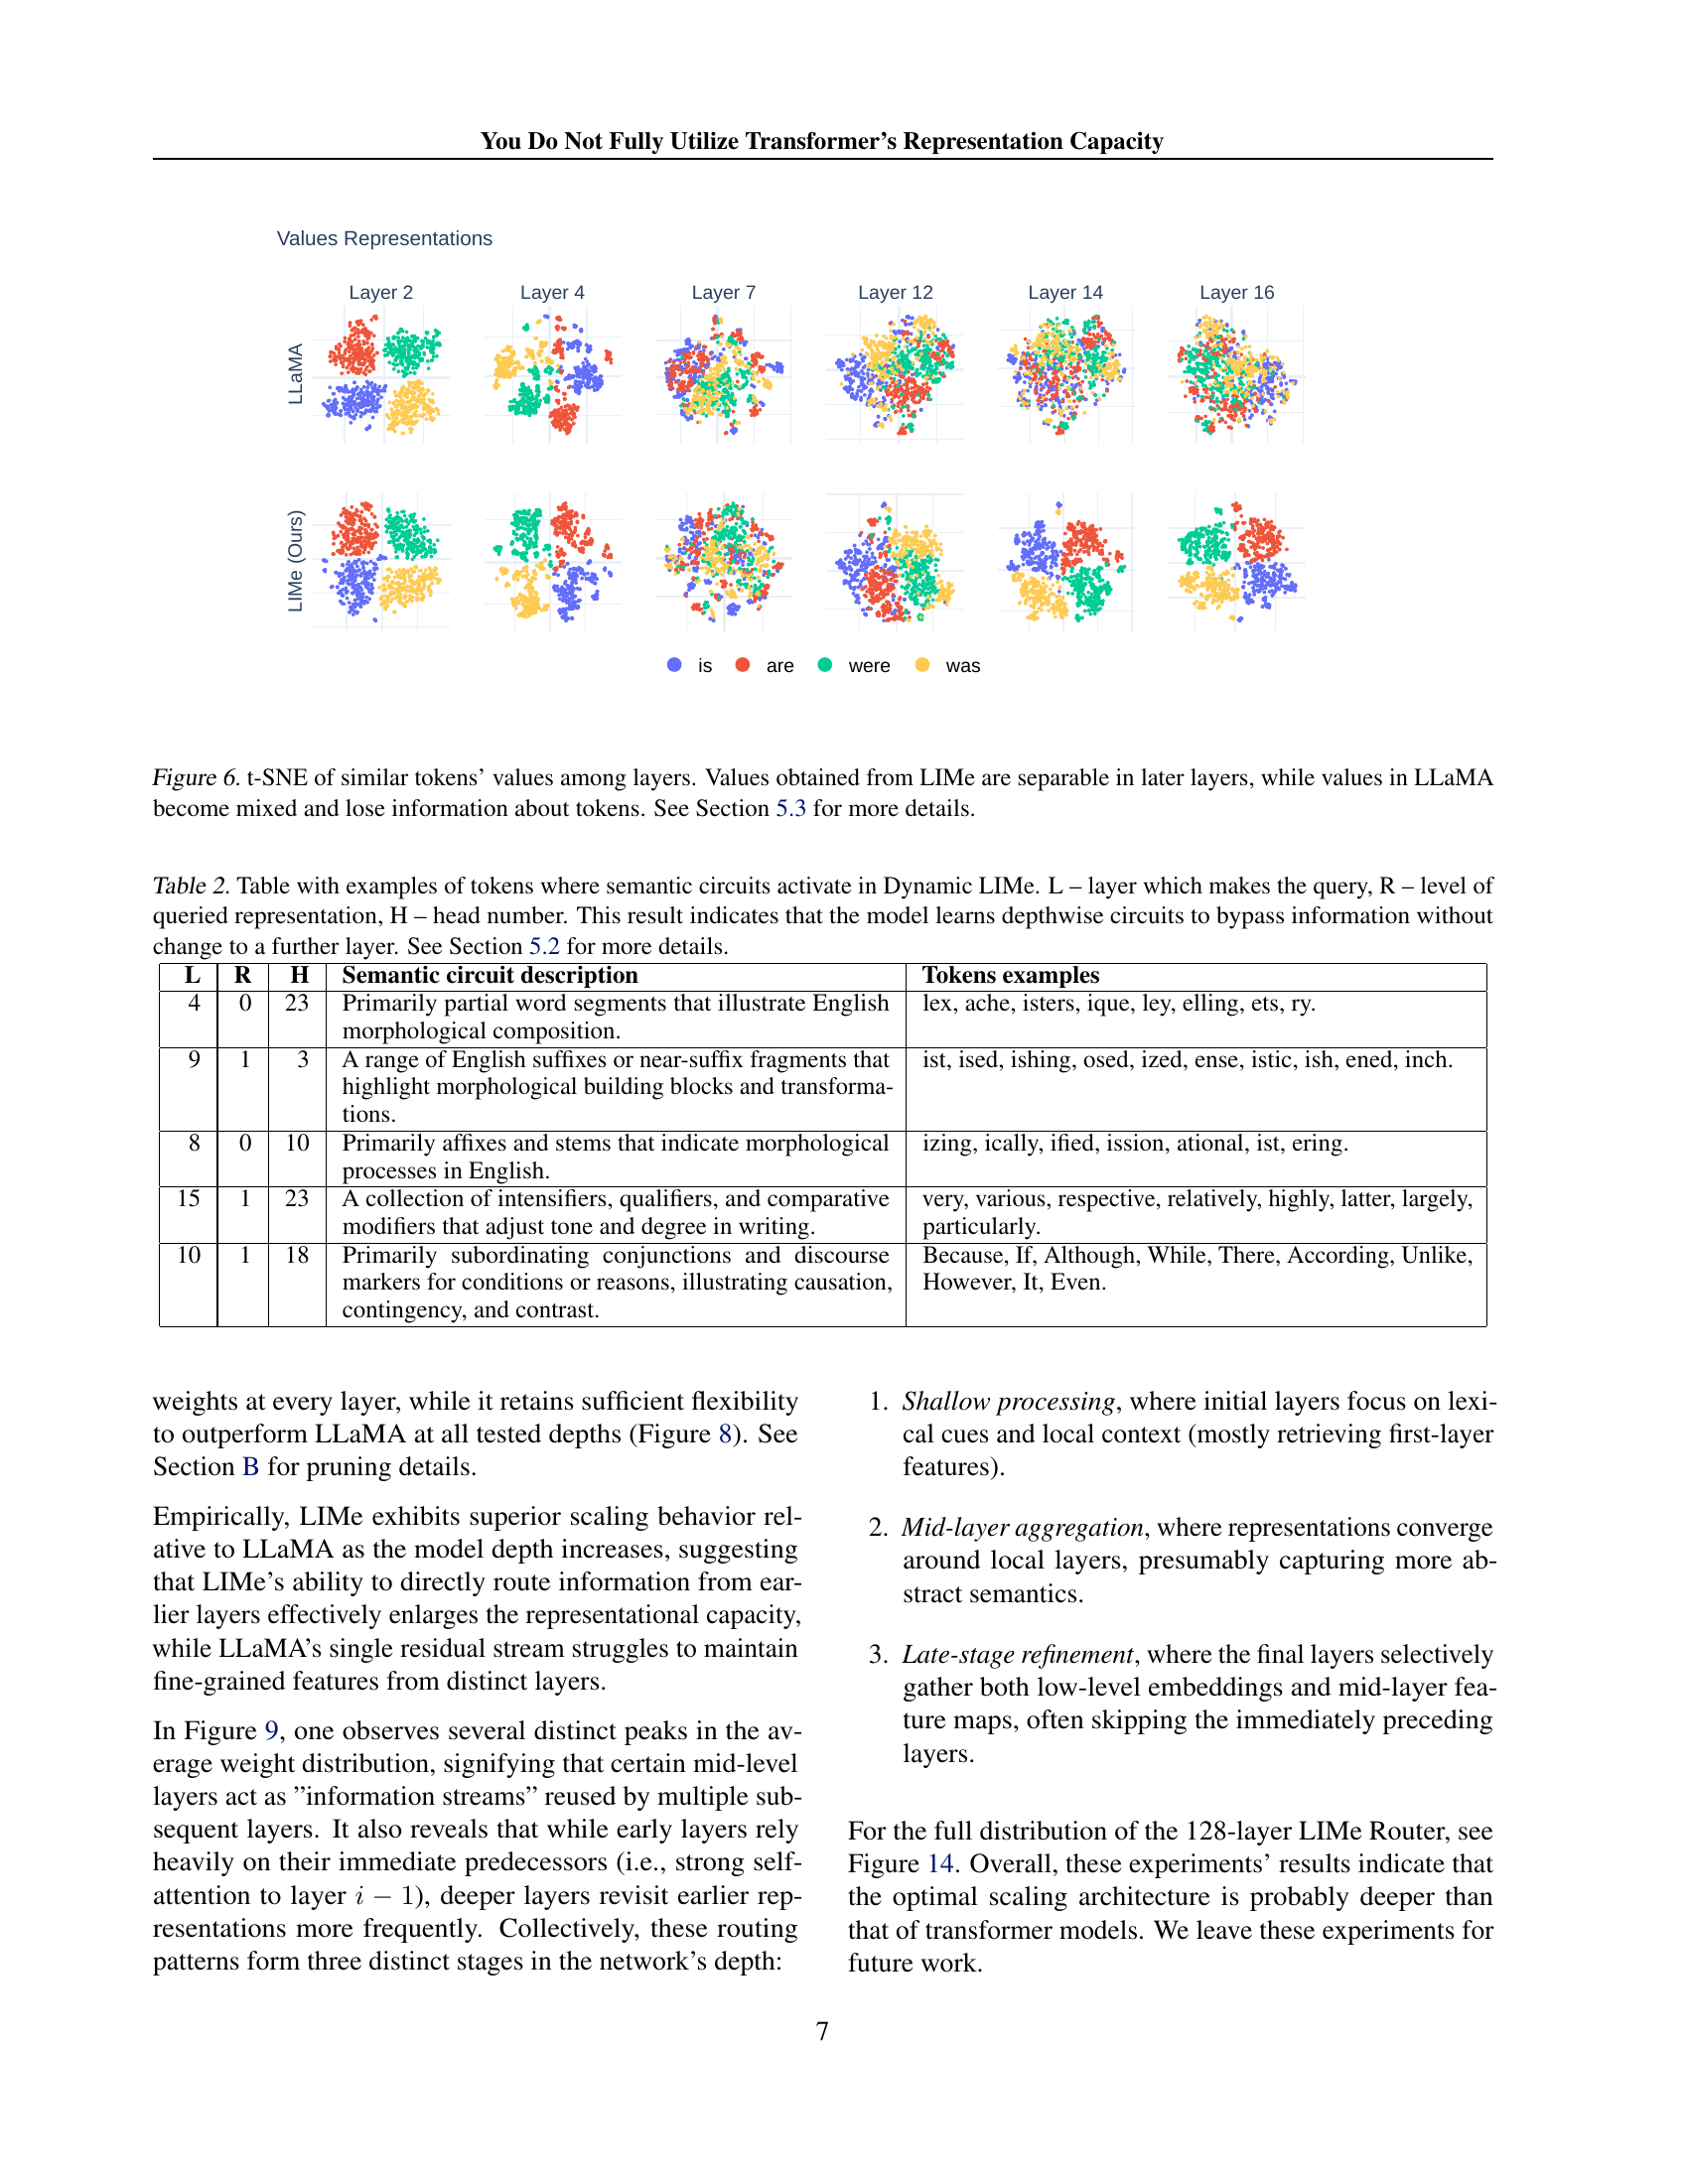 You Do Not Fully Utilize Transformer's Representation Capacity
Values Representations
Layer 2 Layer 4 Layer 7 Layer 12 Layer 14 Layer 16
LLaMA
LIMe (Ours)
is are were was
Figure 6. t-SNE of similar tokens' values among layers. Values obtained from LIMe are separable in later layers, while values in LLaMA
become mixed and lose information about tokens. See Section 5.3 for more details.
Table 2. Table with examples of tokens where semantic circuits activate in Dynamic LIMe. L – layer which makes the query, R – level of
queried representation, H – head number. This result indicates that the model learns depthwise circuits to bypass information without
change to a further layer. See Section 5.2 for more details.
L R H Semantic circuit description Tokens examples
4 0 23 Primarily partial word segments that illustrate English lex, ache, isters, ique, ley, elling, ets, ry.
morphological composition.
9 1 3 A range of English suffixes or near-suffix fragments that ist, ised, ishing, osed, ized, ense, istic, ish, ened, inch.
highlight morphological building blocks and transforma-
tions.
8 0 10 Primarily affixes and stems that indicate morphological izing, ically, ified, ission, ational, ist, ering.
processes in English.
15 1 23 A collection of intensifiers, qualifiers, and comparative very, various, respective, relatively, highly, latter, largely,
modifiers that adjust tone and degree in writing. particularly.
10 1 18 Primarily subordinating conjunctions and discourse Because, If, Although, While, There, According, Unlike,
markers for conditions or reasons, illustrating causation, However, It, Even.
contingency, and contrast.
weights at every layer, while it retains sufficient flexibility
to outperform LLaMA at all tested depths (Figure 8). See
Section B for pruning details.
Empirically, LIMe exhibits superior scaling behavior rel-
ative to LLaMA as the model depth increases, suggesting
that LIMe's ability to directly route information from ear-
lier layers effectively enlarges the representational capacity,
while LLaMA's single residual stream struggles to maintain
fine-grained features from distinct layers.
In Figure 9, one observes several distinct peaks in the av-
erage weight distribution, signifying that certain mid-level
layers act as ”information streams” reused by multiple sub-
sequent layers. It also reveals that while early layers rely
heavily on their immediate predecessors (i.e., strong self-
attention to layer i − 1), deeper layers revisit earlier rep-
resentations more frequently. Collectively, these routing
patterns form three distinct stages in the network's depth:
1. Shallow processing, where initial layers focus on lexi-
cal cues and local context (mostly retrieving first-layer
features).
2. Mid-layer aggregation, where representations converge
around local layers, presumably capturing more ab-
stract semantics.
3. Late-stage refinement, where the final layers selectively
gather both low-level embeddings and mid-layer fea-
ture maps, often skipping the immediately preceding
layers.
For the full distribution of the 128-layer LIMe Router, see
Figure 14. Overall, these experiments' results indicate that
the optimal scaling architecture is probably deeper than
that of transformer models. We leave these experiments for
future work.
7